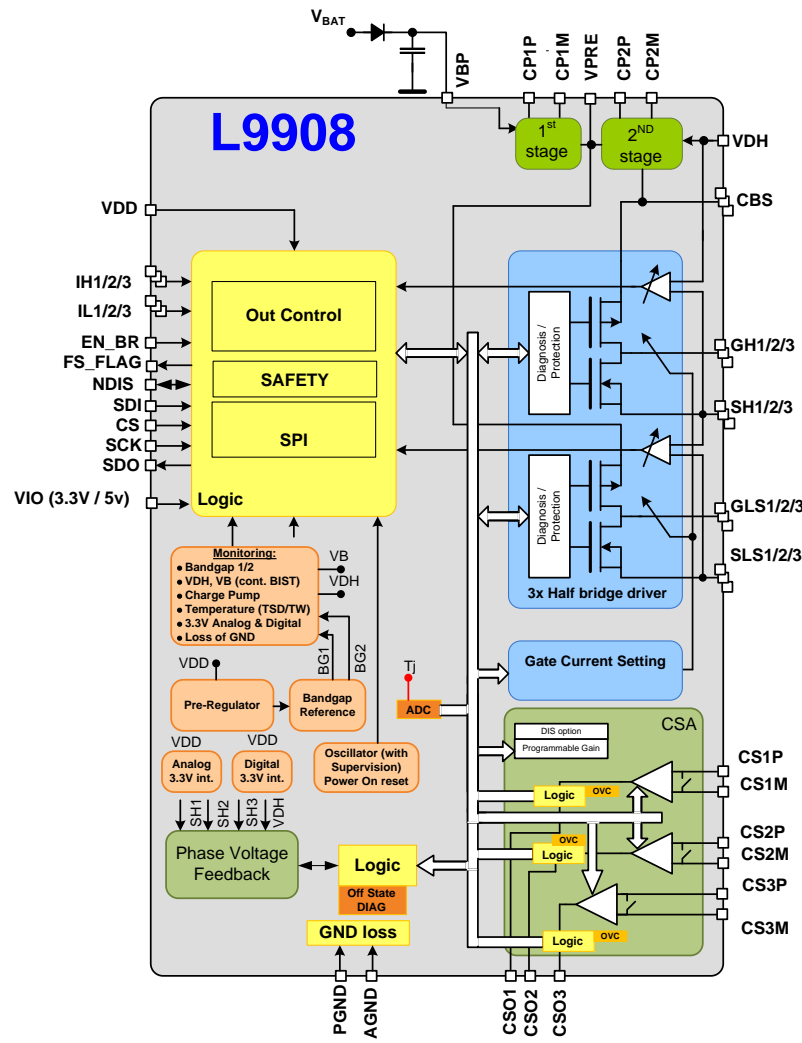 VBAT
VBP
CP1P
CP1M
VPRE
CP2P
CP2M
L9908
1st
stage
2ND
stage
VDH
CBS
VDD
IH1/2/3
IL1/2/3
EN_BR
FS_FLAG
NDIS
SDI
CS
SCK
SDO
VIO (3.3V / 5v)
Out Control
SAFETY
SPI
Logic
Diagnosis /
Protection
GH1/2/3
SH1/2/3
Diagnosis /
Protection
GLS1/2/3
SLS1/2/3
3x Half bridge driver
Monitoring:
● Bandgap 1/2
● VDH, VB (cont. BIST)
● Charge Pump
● Temperature (TSD/TW)
● 3.3V Analog & Digital
● Loss of GND
VB
VDH
BG1
BG2
VDD
Pre-Regulator
Bandgap
Reference
Tj
ADC
Gate Current Setting
VDD
VDD
Analog
3.3V int.
Digital
3.3V int.
Oscillator (with
Supervision)
Power On reset
SH1
SH2
SH3
VDH
Phase Voltage
Feedback
Logic
Off State
DIAG
GND loss
PGND
AGND
CSA
DIS option
Programmable Gain
Logic
OVC
OVC
Logic
Logic
OVC
CS1P
CS1M
CS2P
CS2M
CS3P
CS3M
CSO1
CSO2
CSO3